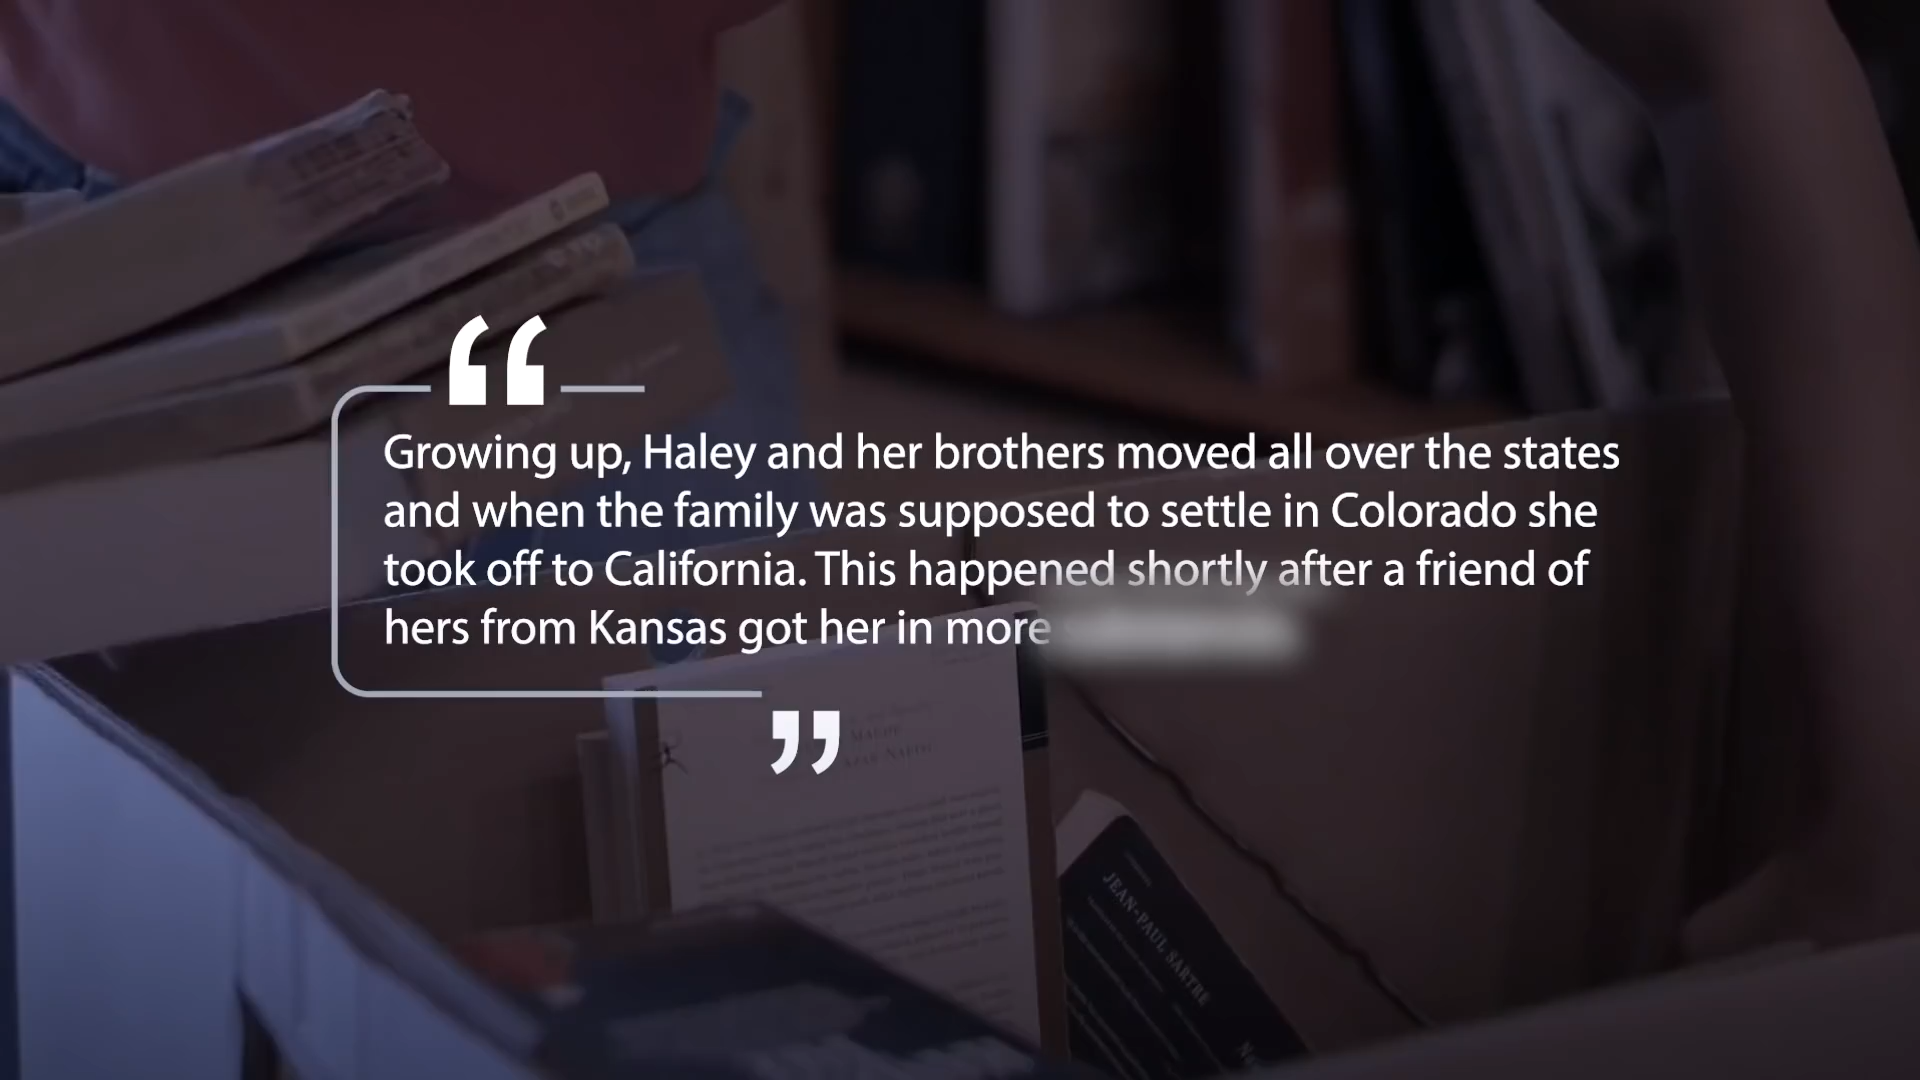 “
Growing up, Haley and her brothers moved all over the states
and when the family was supposed to settle in Colorado she
took off to California. This happened shortly after a friend of
hers from Kansas got her in more
”
JEAN-PAUL SARTRE